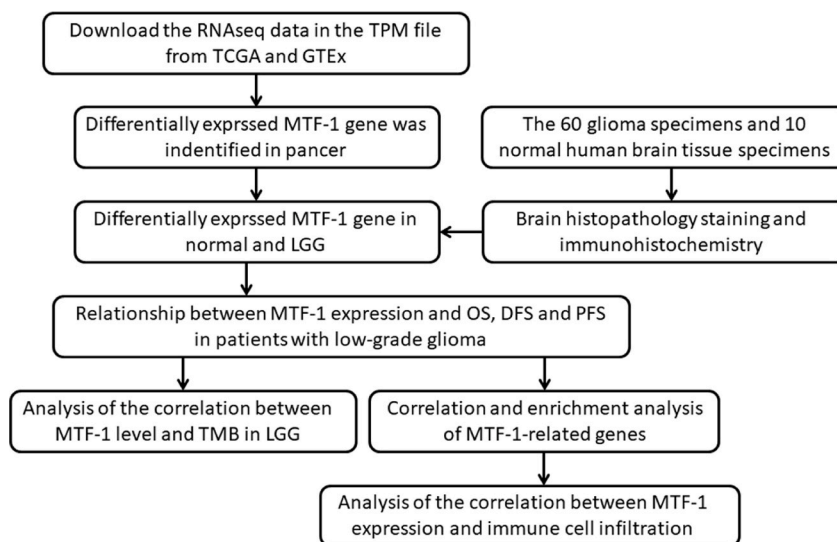 Download the RNAseq data in the TPM file
from TCGA and GTEx
Differentially exprssed MTF-1 gene was
indentified in pancer
The 60 glioma specimens and 10
normal human brain tissue specimens
Differentially exprssed MTF-1 gene in
normal and LGG
Brain histopathology staining and
immunohistochemistry
Relationship between MTF-1 expression and OS, DFS and PFS
in patients with low-grade glioma
Analysis of the correlation between
MTF-1 level and TMB in LGG
Correlation and enrichment analysis
of MTF-1-related genes
Analysis of the correlation between MTF-1
expression and immune cell infiltration